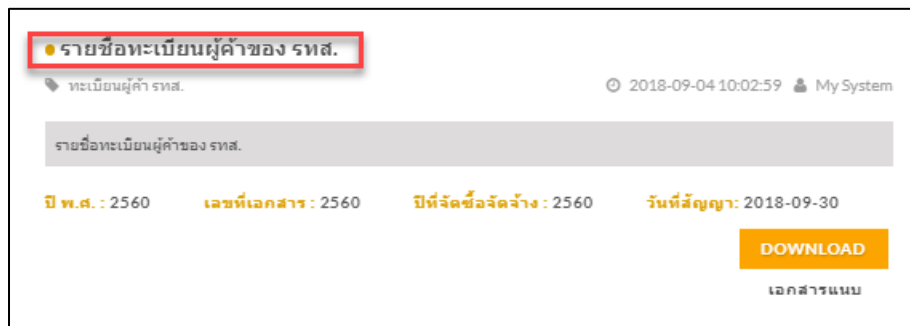 รายชื่อทะเบียนผู้ค้าของ รทส.
ทะเบียนผู้ค้า รทส. 2018-09-04 10:02:59 My System
รายชื่อทะเบียนผู้ค้าของ รทส.
ปี พ.ศ. : 2560 เลขที่เอกสาร : 2560 ปีที่จัดซื้อจัดจ้าง : 2560 วันที่สัญญา: 2018-09-30
DOWNLOAD
เอกสารแนบ